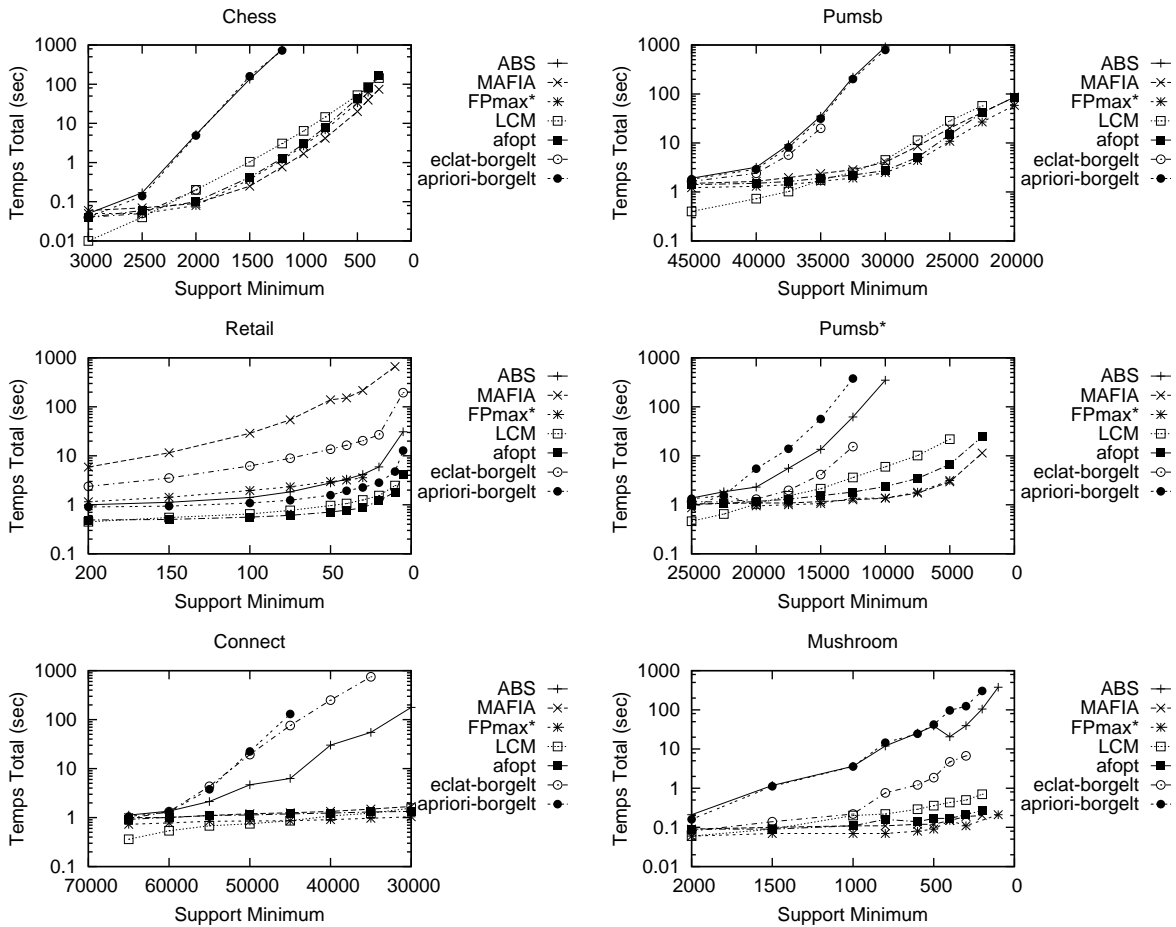 Chess
Temps Total (sec)
1000
100
10
1
0.1
0.01
3000 2500 2000 1500 1000 500 0
Support Minimum
ABS
MAFIA
FPmax*
LCM
afopt
eclat-borgelt
apriori-borgelt
Pumsb
Temps Total (sec)
1000
100
10
1
0.1
45000 40000 35000 30000 25000 20000
Support Minimum
ABS
MAFIA
FPmax*
LCM
afopt
eclat-borgelt
apriori-borgelt
Retail
Temps Total (sec)
1000
100
10
1
0.1
200 150 100 50 0
Support Minimum
ABS
MAFIA
FPmax*
LCM
afopt
eclat-borgelt
apriori-borgelt
Pumsb*
Temps Total (sec)
1000
100
10
1
0.1
25000 20000 15000 10000 5000 0
Support Minimum
ABS
MAFIA
FPmax*
LCM
afopt
eclat-borgelt
apriori-borgelt
Connect
Temps Total (sec)
1000
100
10
1
0.1
70000 60000 50000 40000 30000
Support Minimum
ABS
MAFIA
FPmax*
LCM
afopt
eclat-borgelt
apriori-borgelt
Mushroom
Temps Total (sec)
1000
100
10
1
0.1
0.01
2000 1500 1000 500 0
Support Minimum
ABS
MAFIA
FPmax*
LCM
afopt
eclat-borgelt
apriori-borgelt